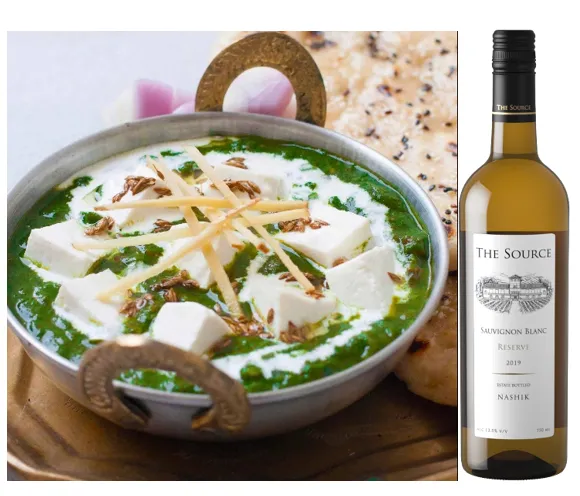 THE SOURCE
THE SOURCE
SAUVIGNON BLANC
RESERVE
2019
NASHIK